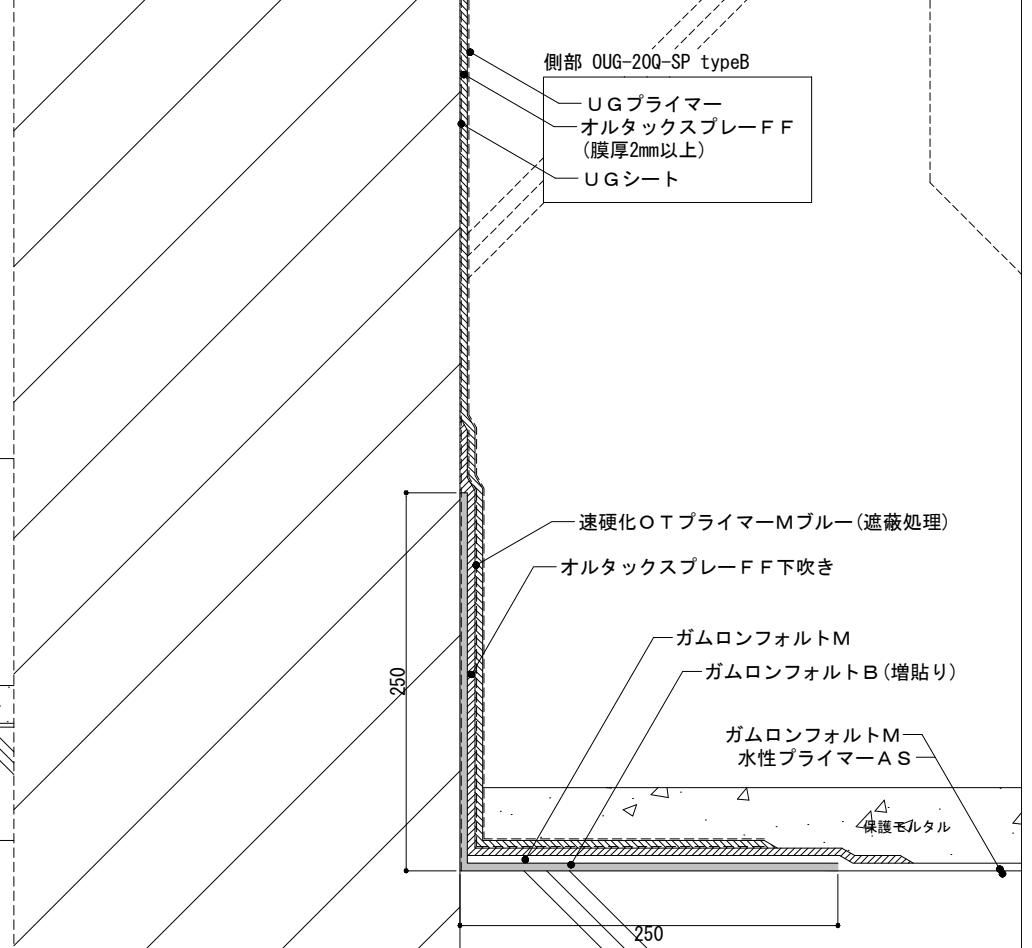 側部 OUG-20Q-SP typeB
UGプライマー
オルタックスプレーFF
(膜厚2mm以上)
UGシート
速硬化OTプライマーMブルー(遮蔽処理)
オルタックスプレーFF下吹き
ガムロンフォルトM
ガムロンフォルトB(増貼り)
250
ガムロンフォルトM
水性プライマーAS
保護モルタル
250